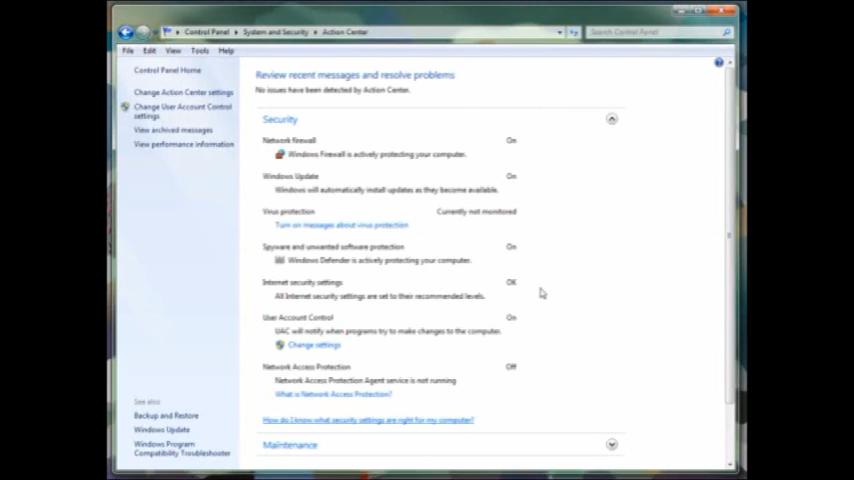 Control Panel
System and Security
Action Center
Search Control Panel
File Edit View Tools Help
Control Panel Home
Change Action Center settings
Change User Account Control
settings
View archived messages
View performance information
Review recent messages and resolve problems
No issues have been detected by Action Center.
Security
Network firewall On
Windows Firewall is actively protecting your computer.
Windows Update On
Windows will automatically install updates as they become available.
Virus protection Currently not monitored
Turn on messages about virus protection
Spyware and unwanted software protection On
Windows Defender is actively protecting your computer.
Internet security settings OK
All Internet security settings are set to their recommended levels.
User Account Control On
UAC will notify when programs try to make changes to the computer.
Change settings
Network Access Protection Off
Network Access Protection Agent service is not running
What is Network Access Protection?
How do I know what security settings are right for my computer?
Maintenance
See also
Backup and Restore
Windows Update
Windows Program
Compatibility Troubleshooter